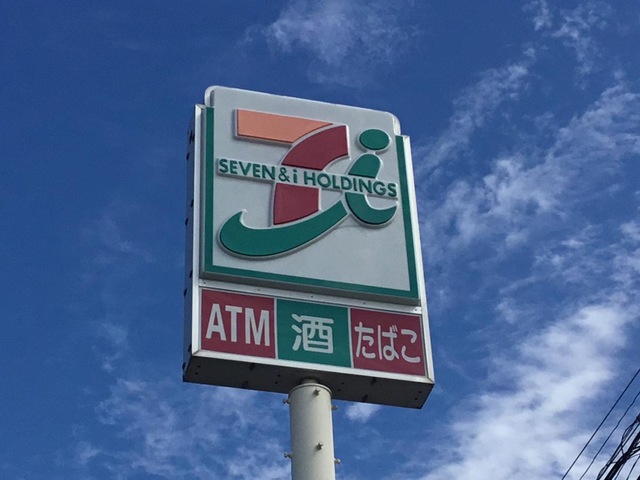 SEVEN & i HOLDINGS
ATM 酒 たばこ